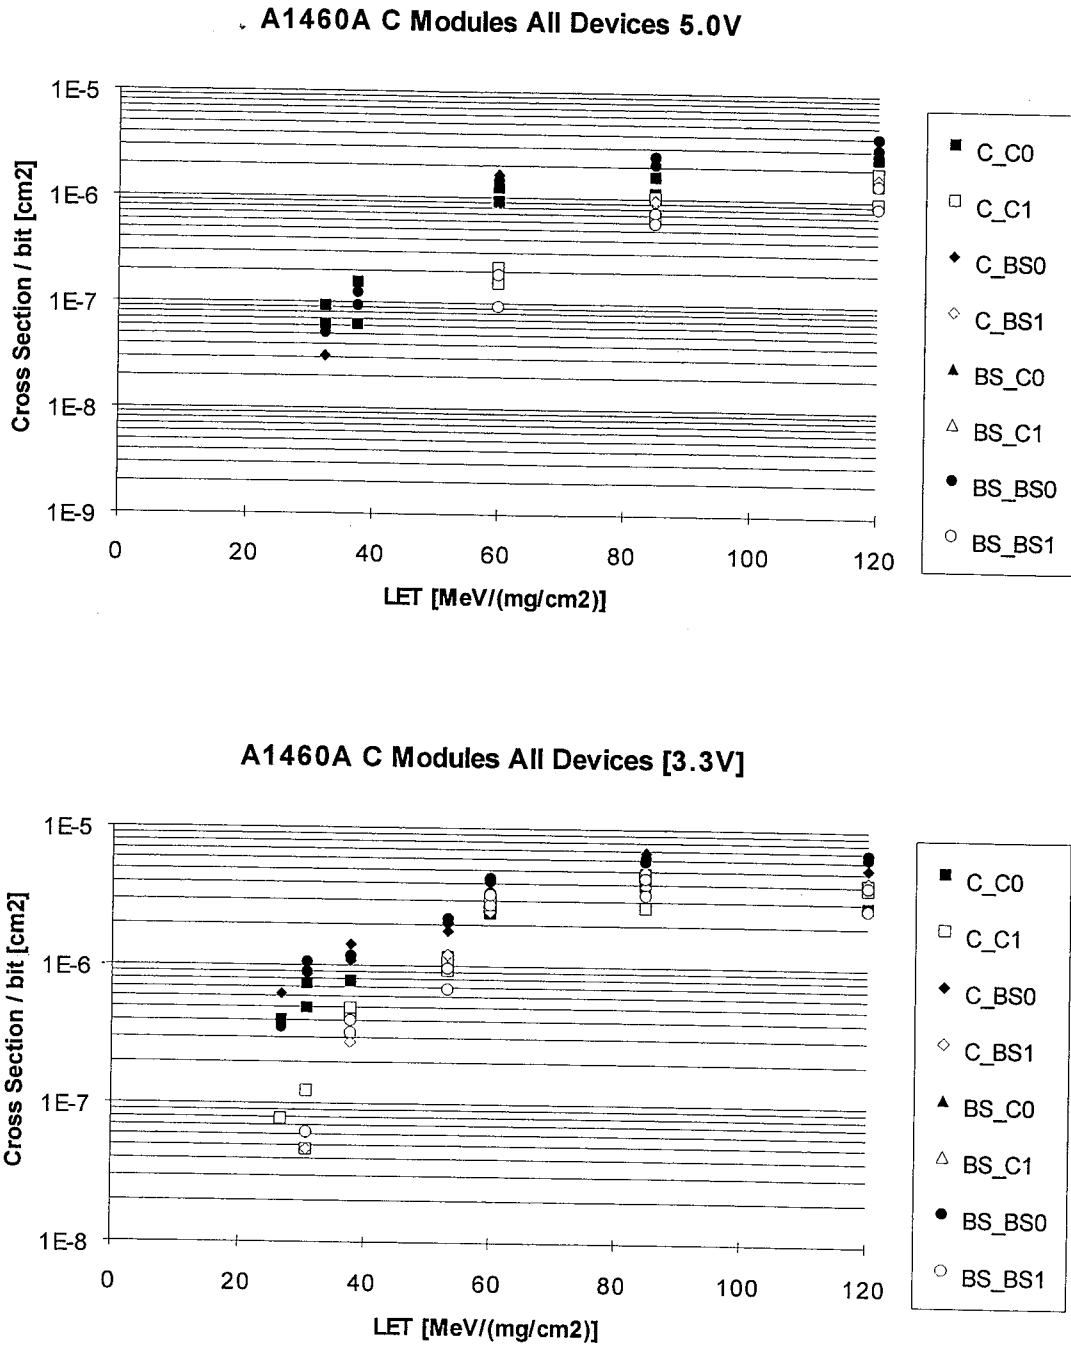 A1460A C Modules All Devices 5.0V
1E-5
1E-6
1E-7
1E-8
1E-9
Cross Section / bit [cm2]
0 20 40 60 80 100 120
LET [MeV/(mg/cm2)]
C_C0
C_C1
C_BS0
C_BS1
BS_C0
BS_C1
BS_BS0
BS_BS1
A1460A C Modules All Devices [3.3V]
1E-5
1E-6
1E-7
1E-8
Cross Section / bit [cm2]
0 20 40 60 80 100 120
LET [MeV/(mg/cm2)]
C_C0
C_C1
C_BS0
C_BS1
BS_C0
BS_C1
BS_BS0
BS_BS1